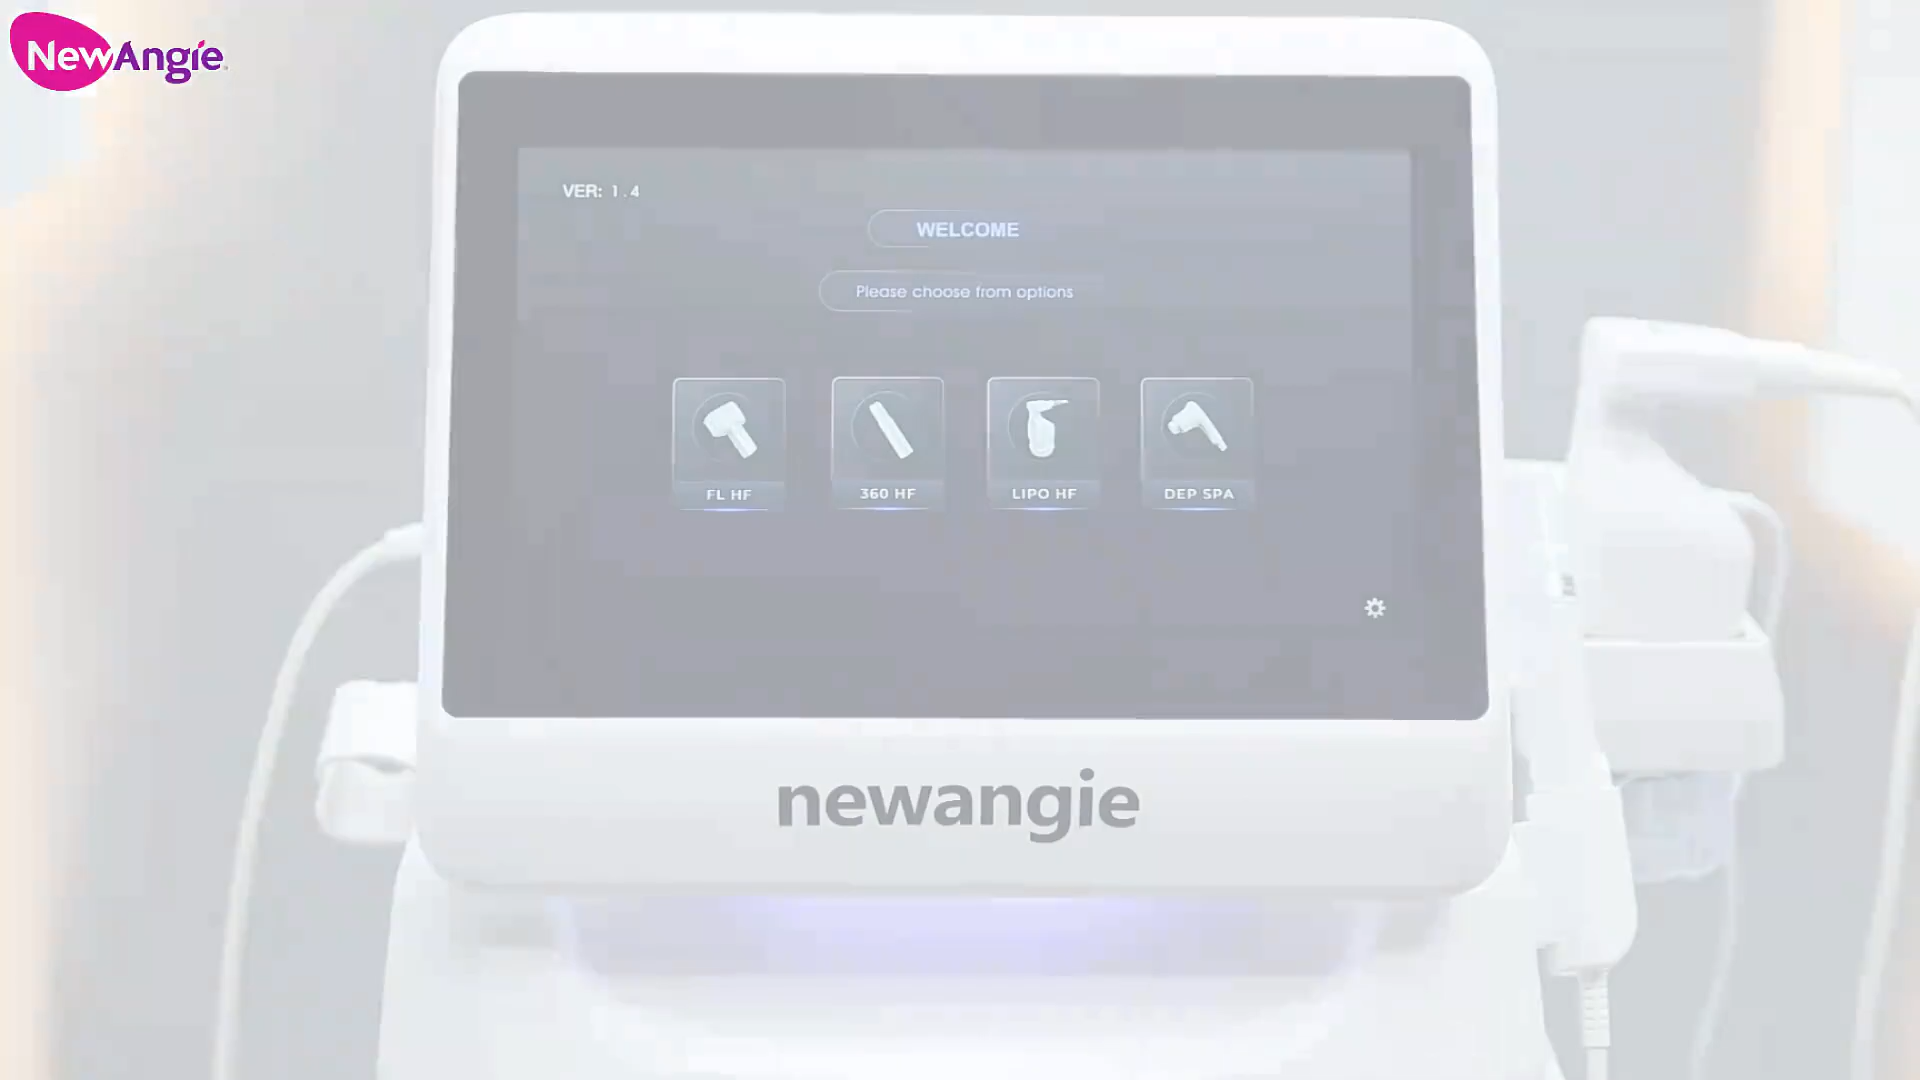 NewAngie
VER: 1.4
WELCOME
Please choose from options
FL HF
360 HF
LIPO HF
DEP SPA
newangie